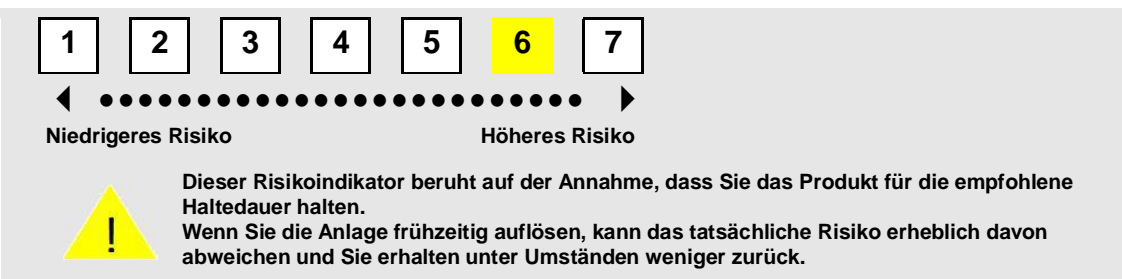 1 2 3 4 5 6 7
Niedrigeres Risiko Höheres Risiko
Dieser Risikoindikator beruht auf der Annahme, dass Sie das Produkt für die empfohlene
Haltedauer halten.
Wenn Sie die Anlage frühzeitig auflösen, kann das tatsächliche Risiko erheblich davon
abweichen und Sie erhalten unter Umständen weniger zurück.
!